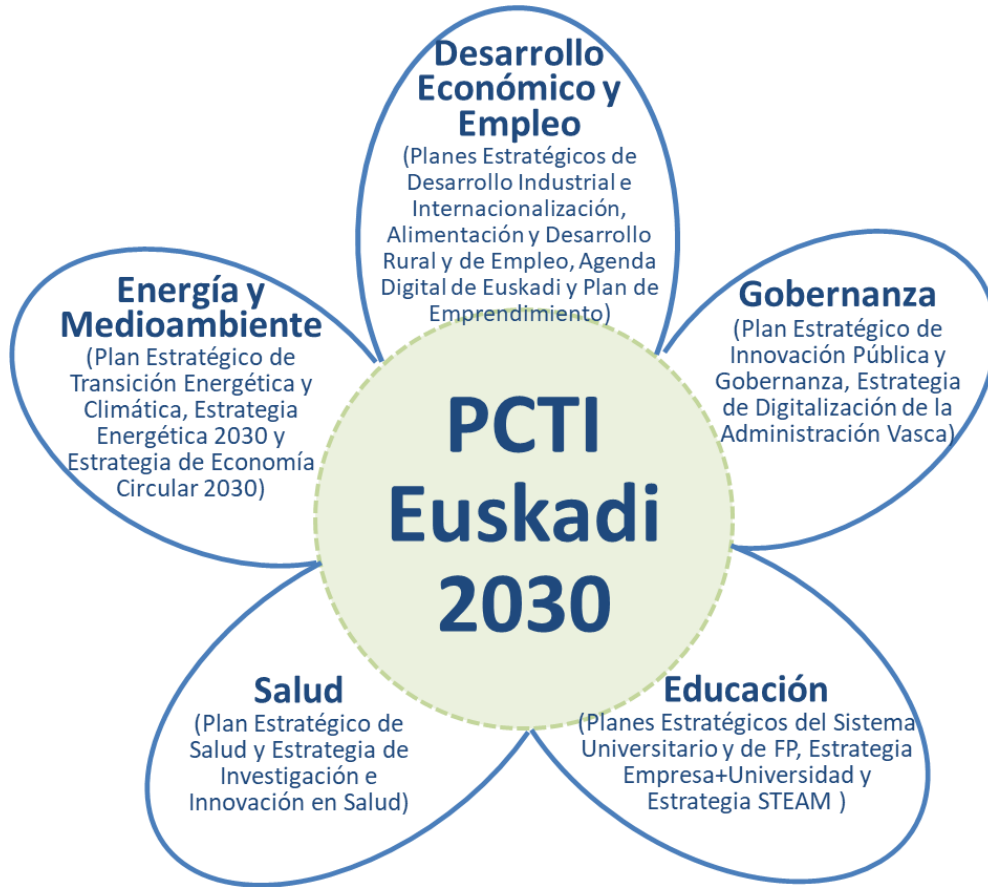 Desarrollo
Económico y
Empleo
(Planes Estratégicos de
Desarrollo Industrial e
Internacionalización,
Alimentación y Desarrollo
Rural y de Empleo, Agenda
Digital de Euskadi y Plan de
Emprendimiento)
Energía y
Medioambiente
(Plan Estratégico de
Transición Energética y
Climática, Estrategia
Energética 2030 y
Estrategia de Economía
Circular 2030)
Gobernanza
(Plan Estratégico de
Innovación Pública y
Gobernanza, Estrategia
de Digitalización de la
Administración Vasca)
PCTI
Euskadi
2030
Salud
(Plan Estratégico de
Salud y Estrategia de
Investigación e
Innovación en Salud)
Educación
(Planes Estratégicos del Sistema
Universitario y de FP, Estrategia
Empresa+Universidad y
Estrategia STEAM )